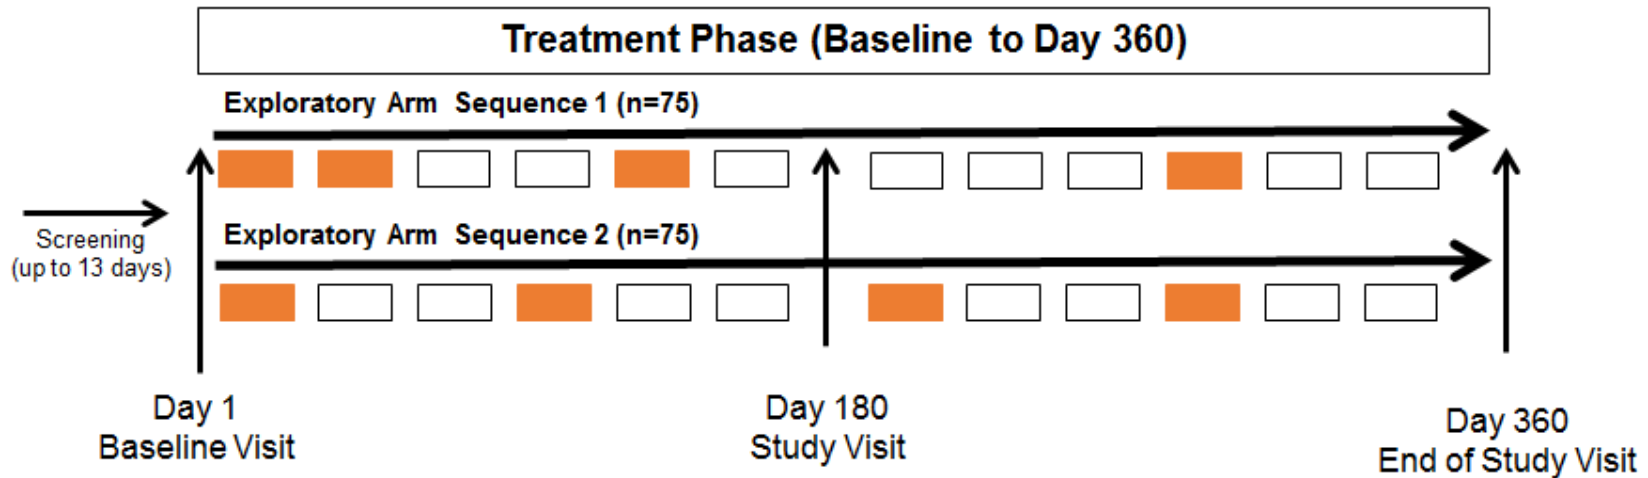 Treatment Phase (Baseline to Day 360)
Exploratory Arm Sequence 1 (n=75)
Screening
(up to 13 days)
Exploratory Arm Sequence 2 (n=75)
Day 1
Baseline Visit
Day 180
Study Visit
Day 360
End of Study Visit